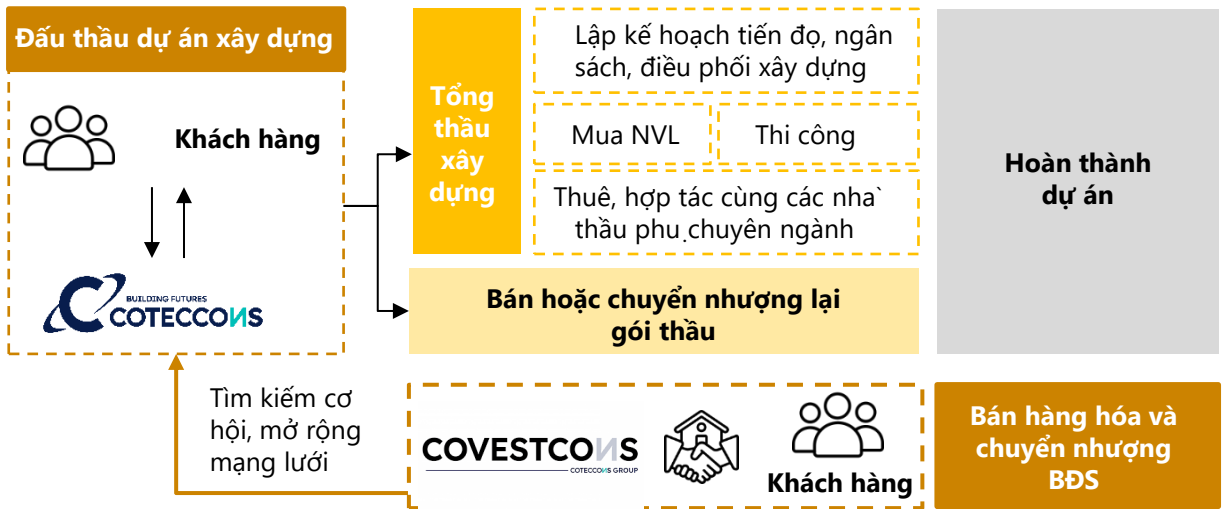 Đấu thầu dự án xây dựng
Khách hàng
BUILDING FUTURES
COTECCONS
Tổng
thầu
xây
dựng
Lập kế hoạch tiến đọ, ngân
sách, điều phối xây dựng
Mua NVL
Thi công
Thuê, hợp tác cùng các nha`
thầu phu ̣chuyên ngành
Bán hoặc chuyển nhượng lại
gói thầu
Hoàn thành
dự án
Tìm kiếm cơ
hội, mở rộng
mạng lưới
COVESTCONS
COTECCONS GROUP
Khách hàng
Bán hàng hóa và
chuyển nhượng
BĐS